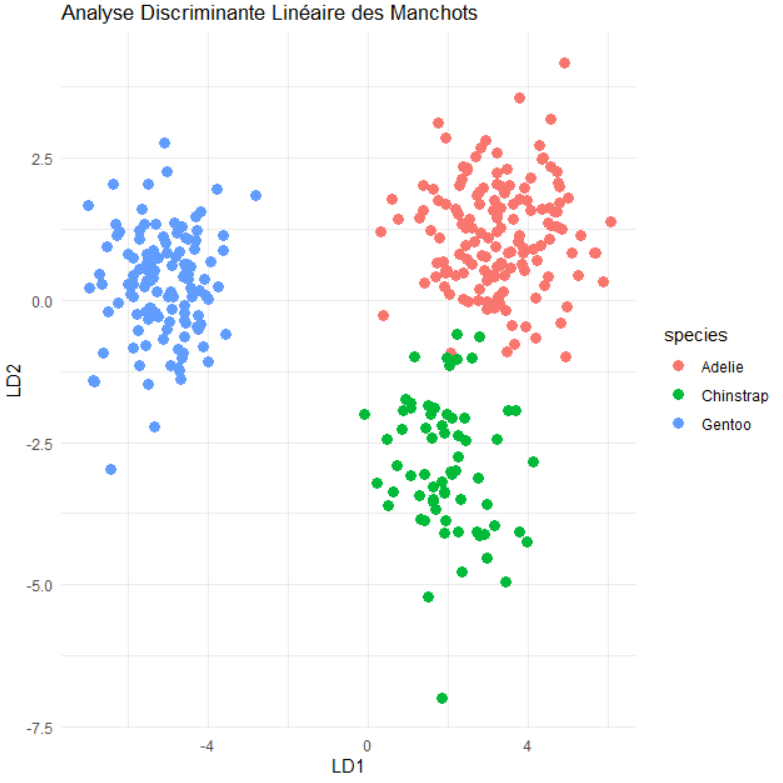 Analyse Discriminante Linéaire des Manchots
2.5
0.0
-2.5
-5.0
-7.5
LD2
-4
0
4
LD1
species
Adelie
Chinstrap
Gentoo